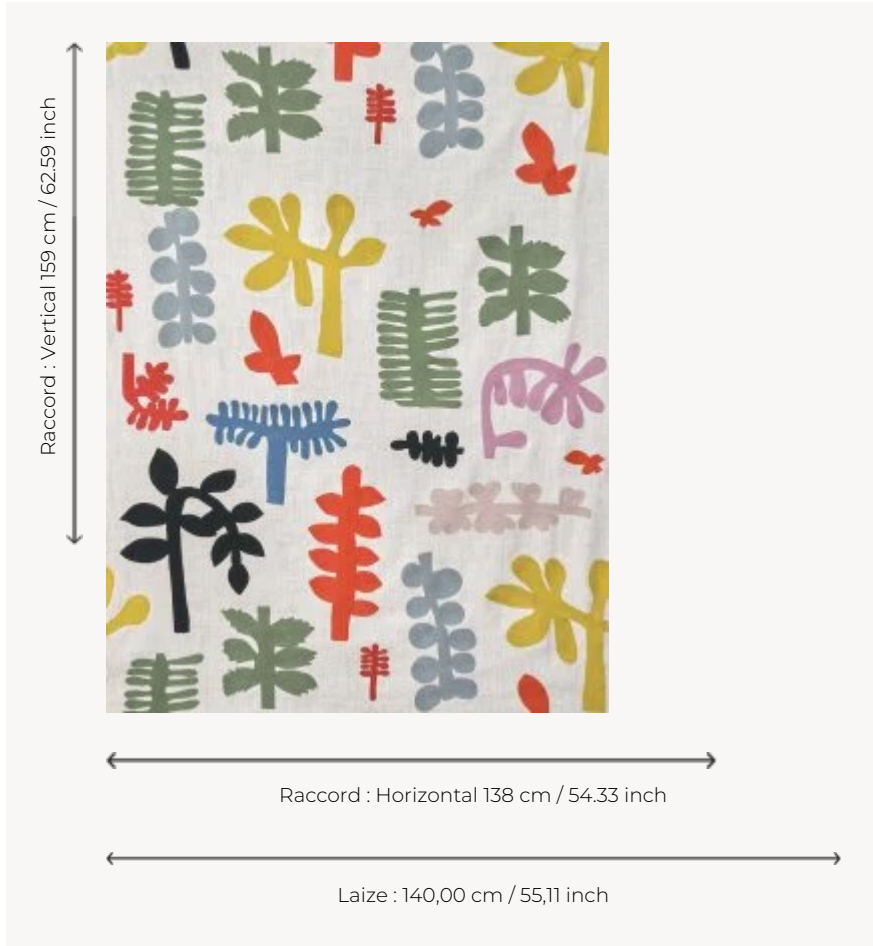 Raccord : Vertical 159 cm / 62.59 inch
Raccord : Horizontal 138 cm / 54.33 inch
Laize : 140,00 cm / 55,11 inch